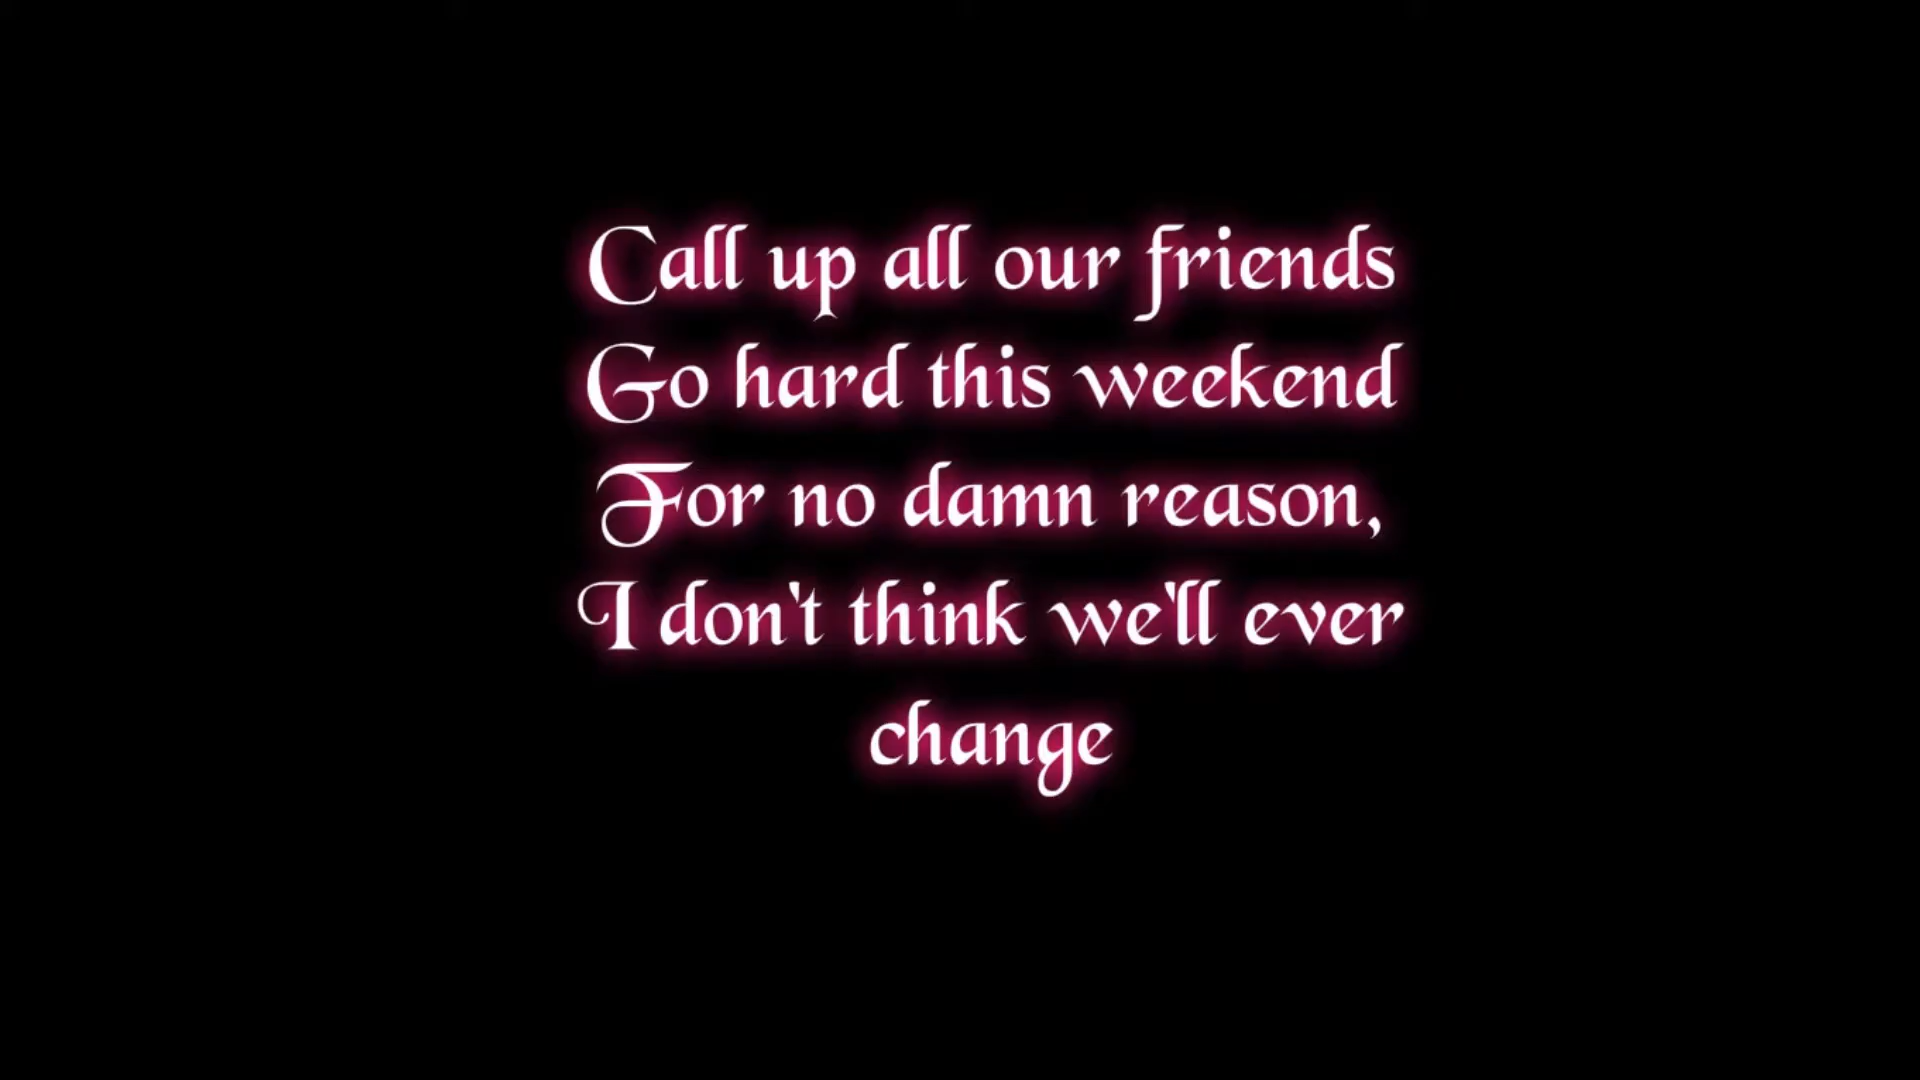 Call up all our friends
Go hard this weekend
For no damn reason,
I don't think we'll ever
change